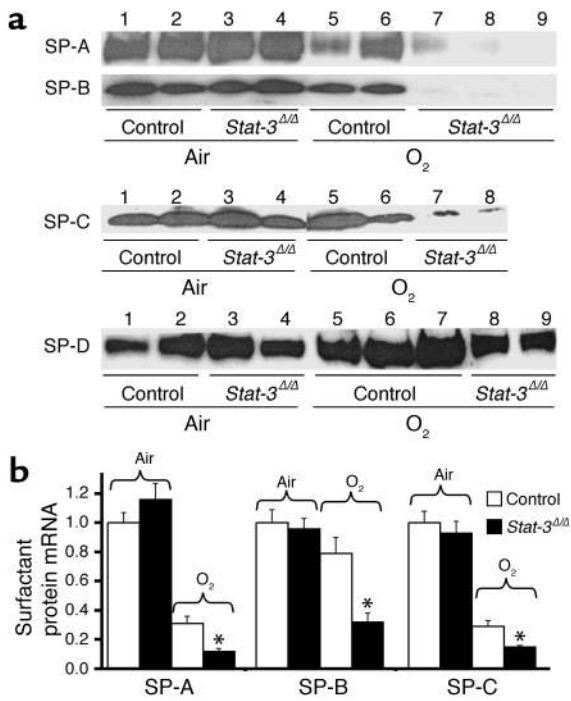 a
1 2 3 4 5 6 7 8 9
SP-A
SP-B
Control Stat-3Δ/Δ Control Stat-3Δ/Δ
Air O2
1 2 3 4 5 6 7 8
SP-C
Control Stat-3Δ/Δ Control Stat-3Δ/Δ
Air O2
1 2 3 4 5 6 7 8 9
SP-D
Control Stat-3Δ/Δ Control Stat-3Δ/Δ
Air O2
b
Surfactant
protein mRNA
1.2
1.0
0.8
0.6
0.4
0.2
0.0
Air O2 Air O2 Air O2
* * *
Control
Stat-3Δ/Δ
SP-A SP-B SP-C